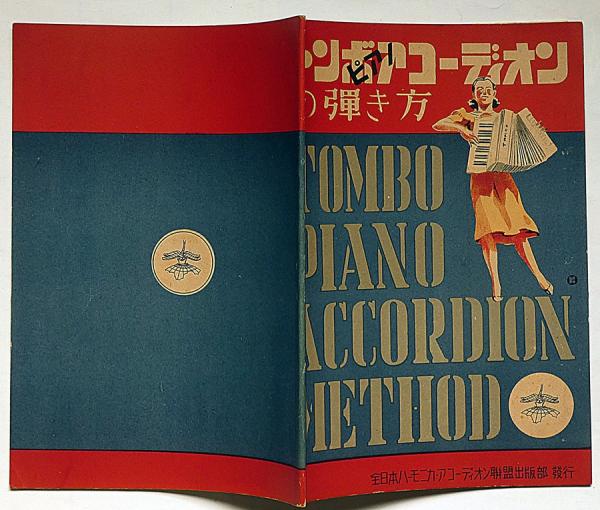 トンボピアノアコーディオン
の弾き方
TOMBO
PIANO
ACCORDION
METHOD
全日本ハーモニカ・アコーディオン聯盟出版部 發行